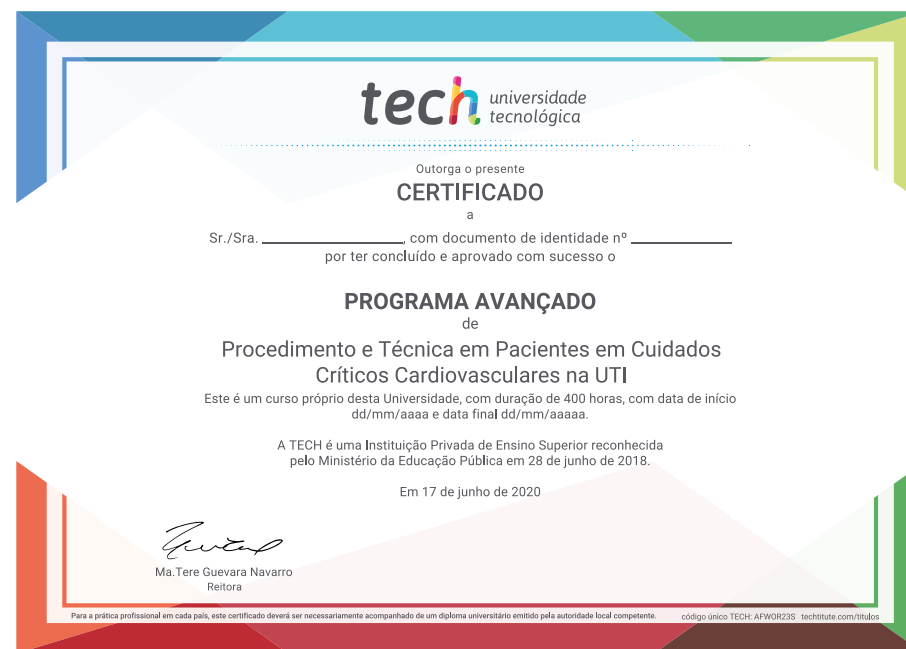 tech universidade
tecnológica
Outorga o presente
CERTIFICADO
a
Sr./Sra. ________________, com documento de identidade nº ____________
por ter concluído e aprovado com sucesso o
PROGRAMA AVANÇADO
de
Procedimento e Técnica em Pacientes em Cuidados
Críticos Cardiovasculares na UTI
Este é um curso próprio desta Universidade, com duração de 400 horas, com data de início
dd/mm/aaaa e data final dd/mm/aaaaa.
A TECH é uma Instituição Privada de Ensino Superior reconhecida
pelo Ministério da Educação Pública em 28 de junho de 2018.
Em 17 de junho de 2020
Ma.Tere Guevara Navarro
Reitora
Para a prática profissional em cada país, este certificado deverá ser necessariamente acompanhado de um diploma universitário emitido pela autoridade local competente. código único TECH: AFWOR23S techtitute.com/titulos